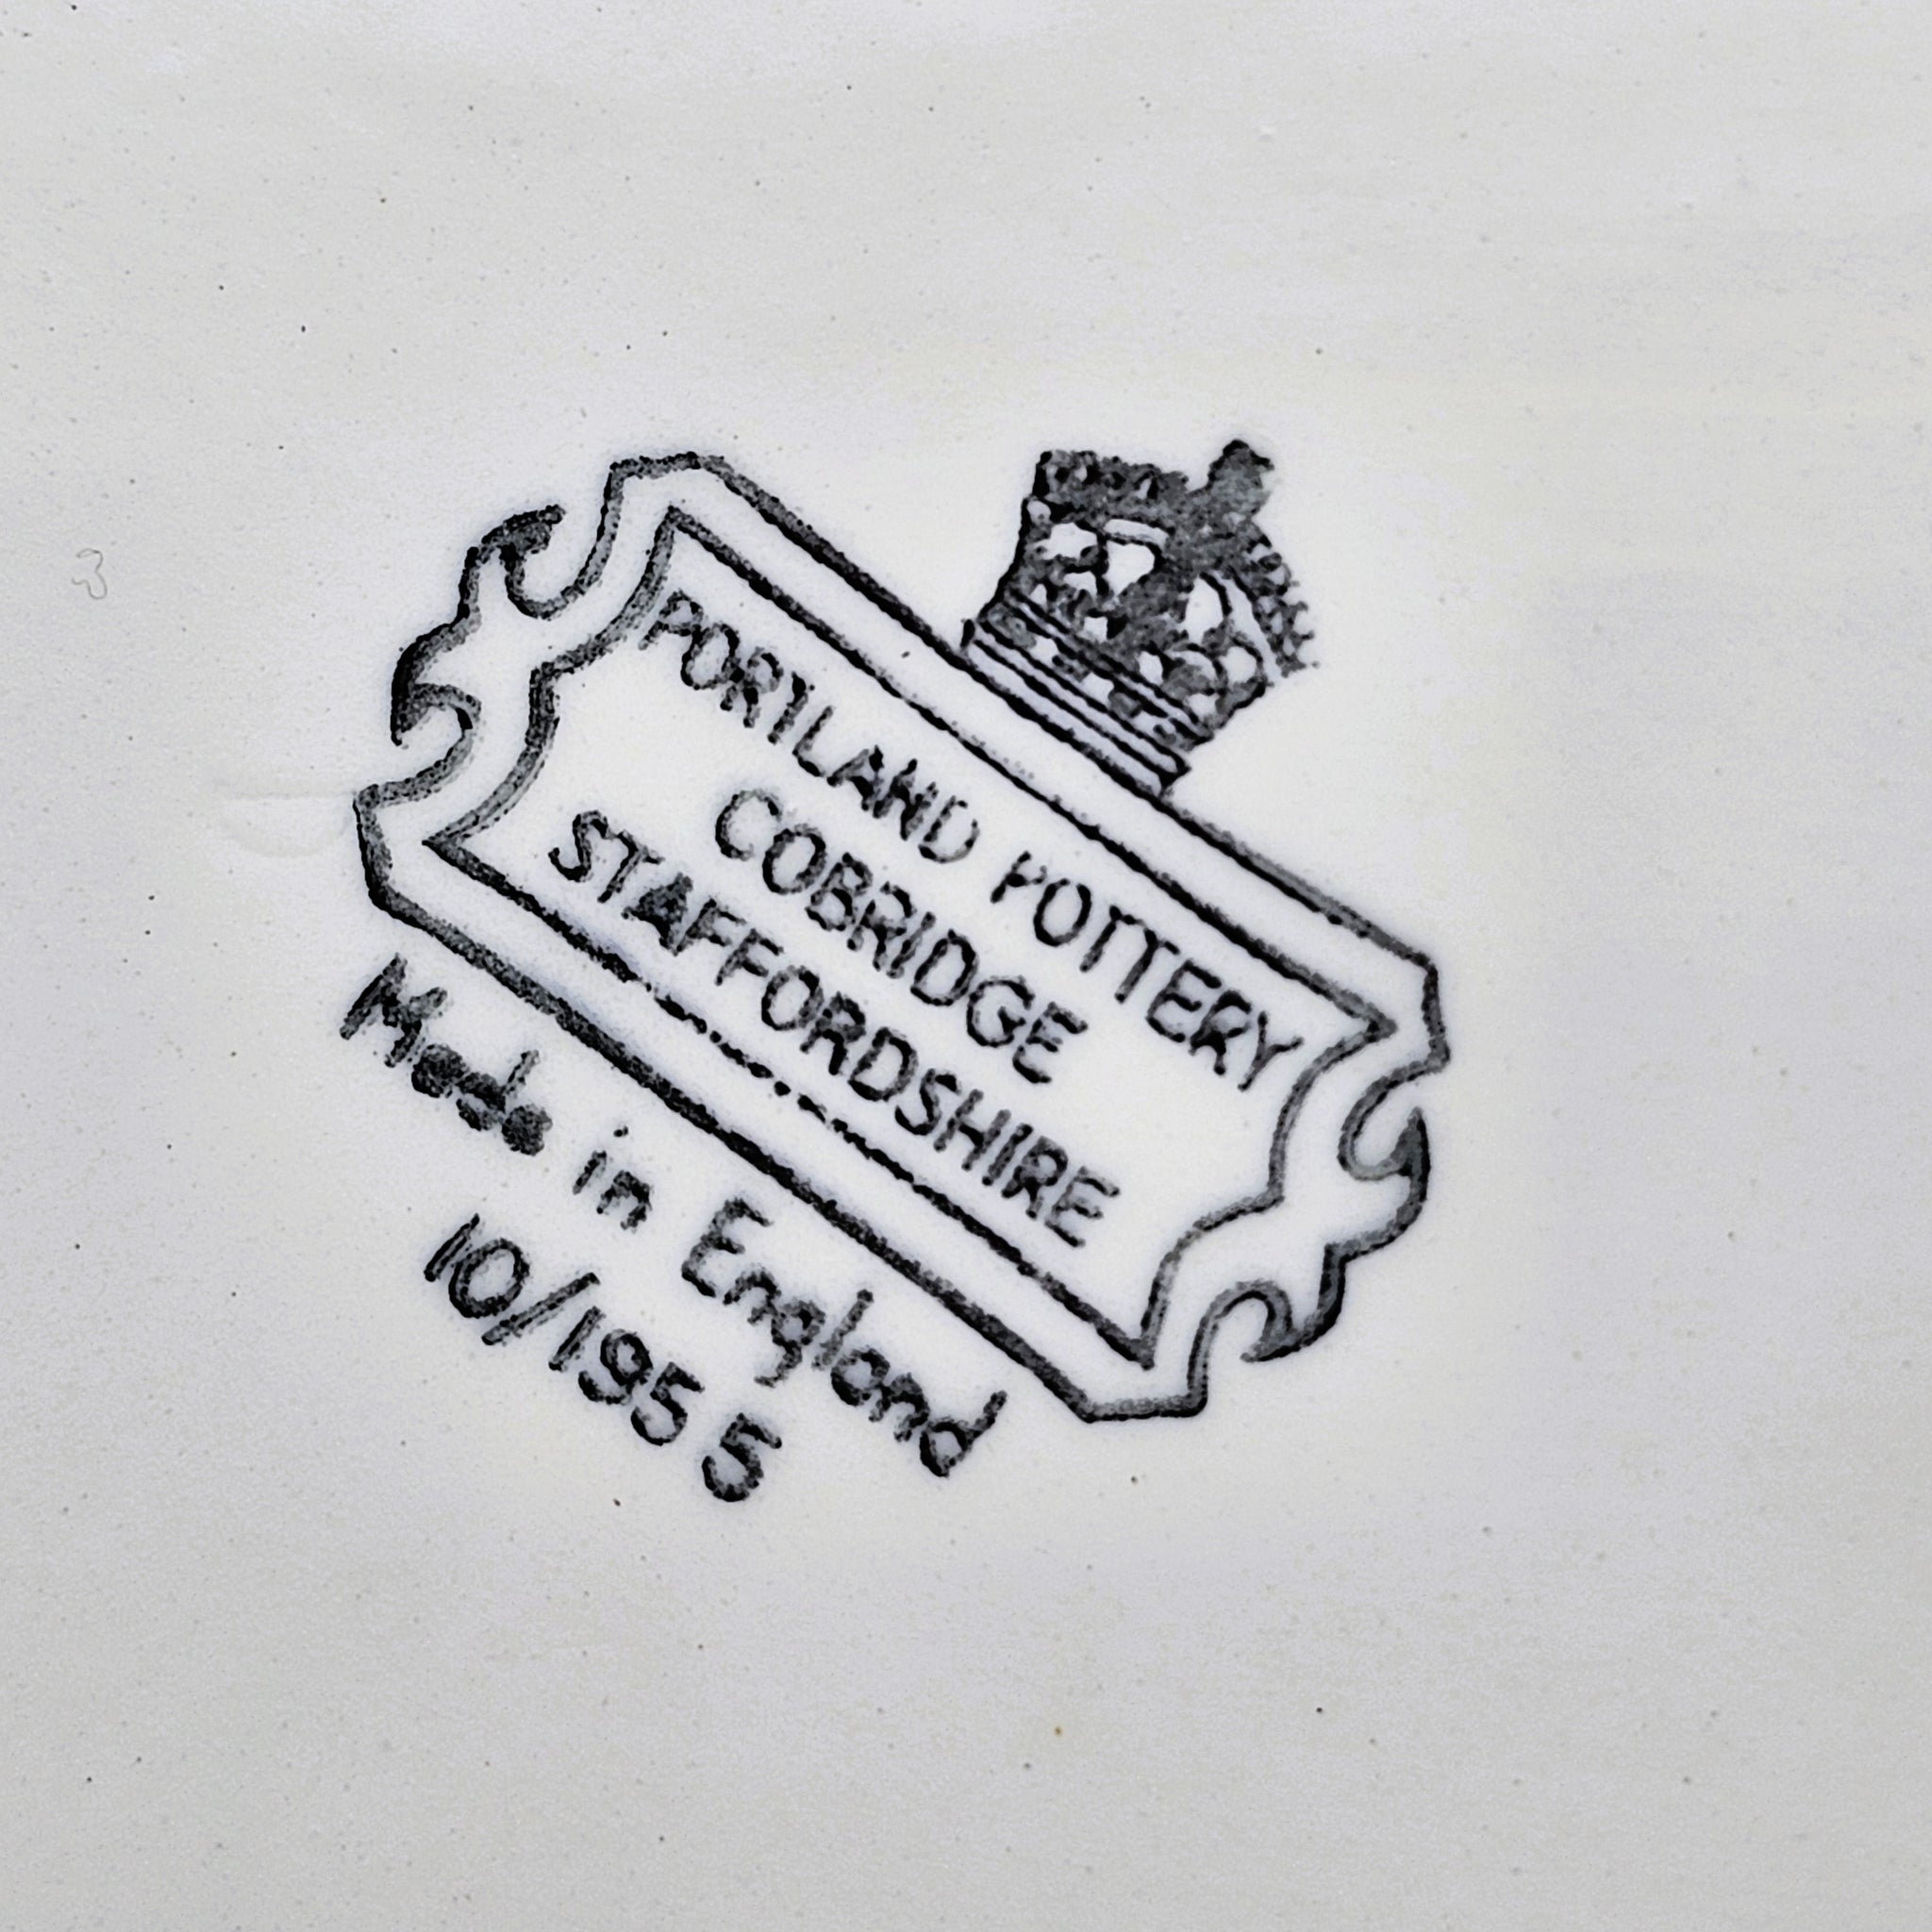 PORTLAND POTTERY
COBRIDGE
STAFFORDSHIRE
Made in England
10/1955